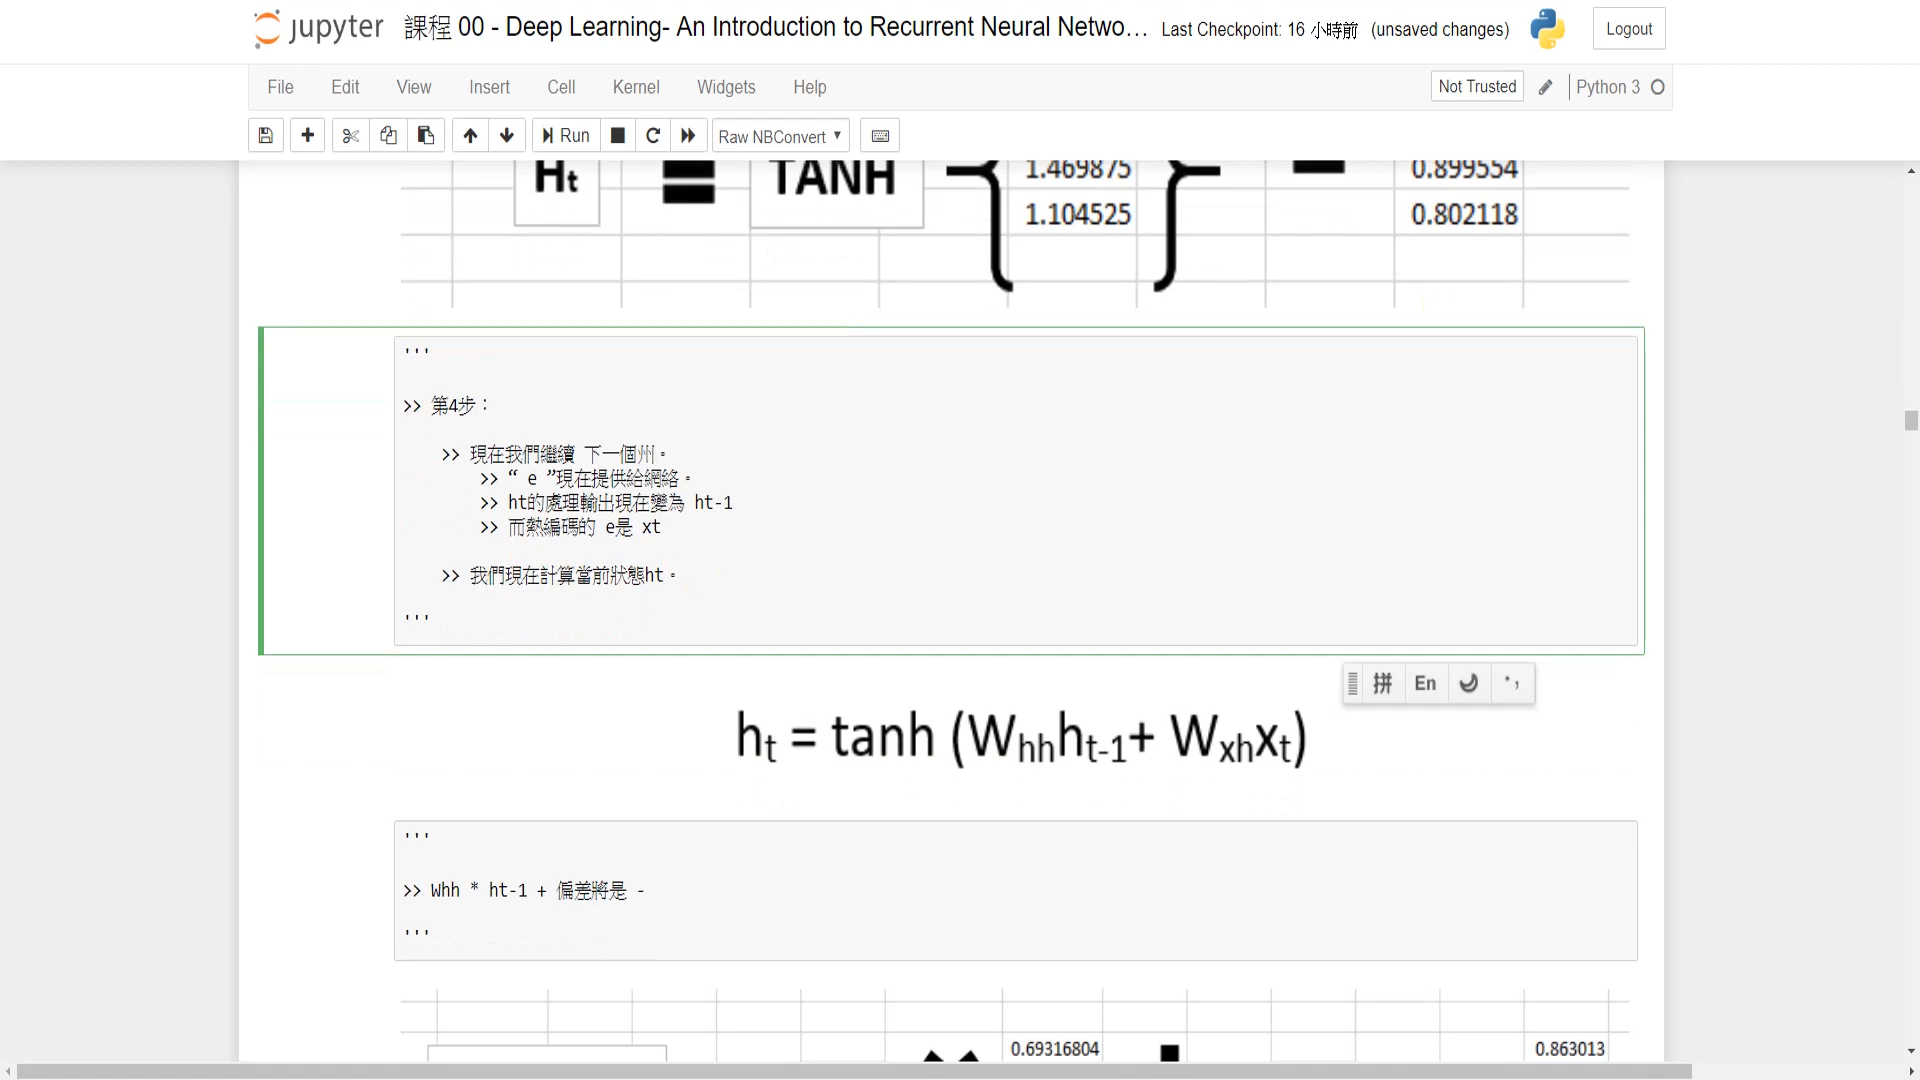 jupyter 課程 00 - Deep Learning- An Introduction to Recurrent Neural Netwo... Last Checkpoint: 16 小時前 (unsaved changes) Logout
File Edit View Insert Cell Kernel Widgets Help Not Trusted Python 3
Run Raw NBConvert
Ht = TANH { 1.469875 } = 0.899554
1.104525 0.802118
'''
>> 第4步：
>> 現在我們繼續 下一個州。
>> “ e ”現在提供給網絡。
>> ht的處理輸出現在變為 ht-1
>> 而熱編碼的 e是 xt
>> 我們現在計算當前狀態ht。
'''
拼 En
ht = tanh (Whhht-1+ Wxhxt)
'''
>> Whh * ht-1 + 偏差將是 -
'''
0.69316804 0.863013